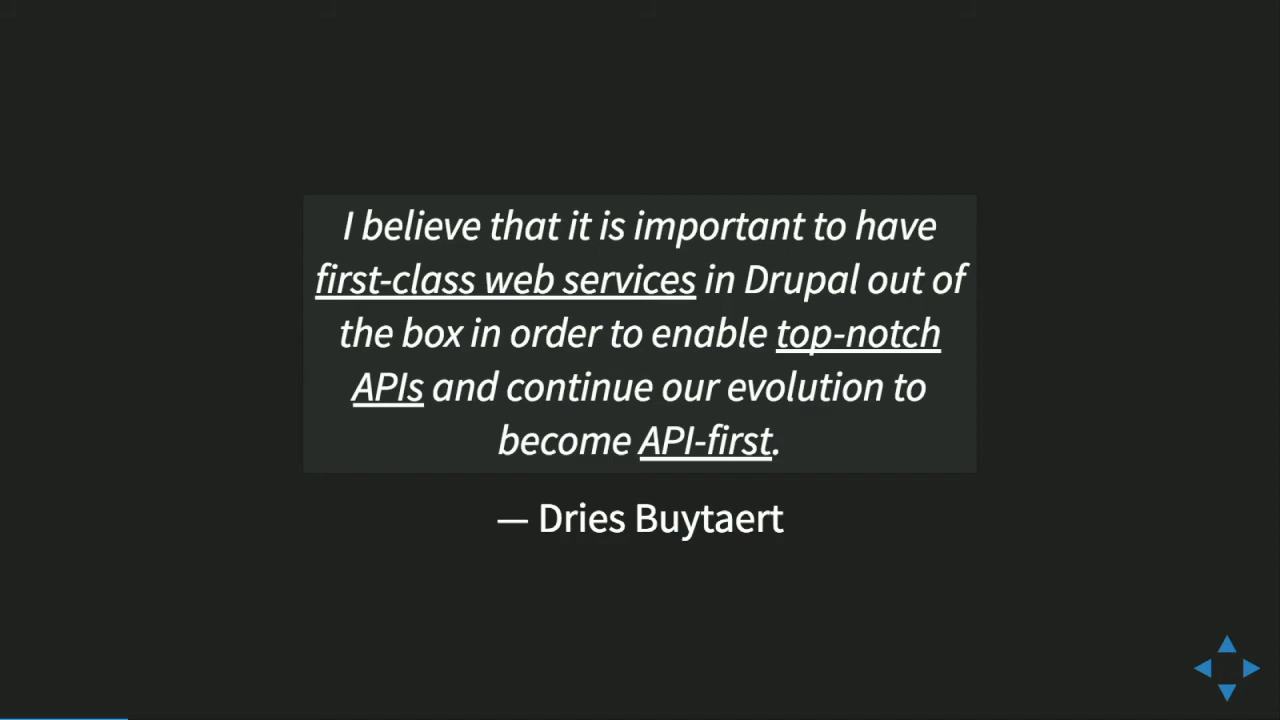 I believe that it is important to have
first-class web services in Drupal out of
the box in order to enable top-notch
APIs and continue our evolution to
become API-first.
— Dries Buytaert